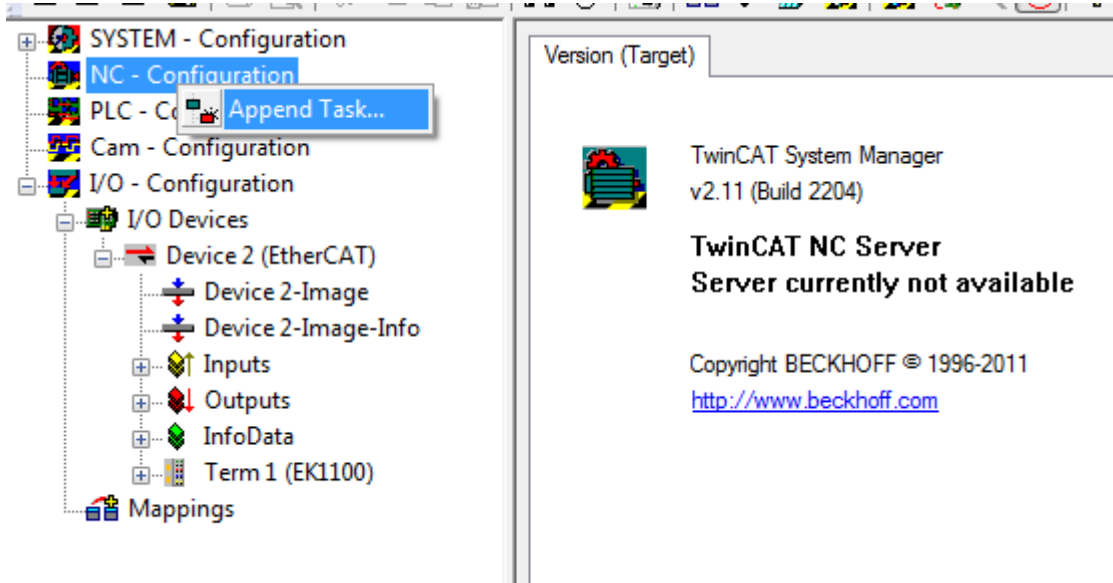 SYSTEM - Configuration
NC - Configuration
PLC - Co
Append Task...
Cam - Configuration
I/O - Configuration
I/O Devices
Device 2 (EtherCAT)
Device 2-Image
Device 2-Image-Info
Inputs
Outputs
InfoData
Term 1 (EK1100)
Mappings
Version (Target)
TwinCAT System Manager
v2.11 (Build 2204)
TwinCAT NC Server
Server currently not available
Copyright BECKHOFF © 1996-2011
http://www.beckhoff.com